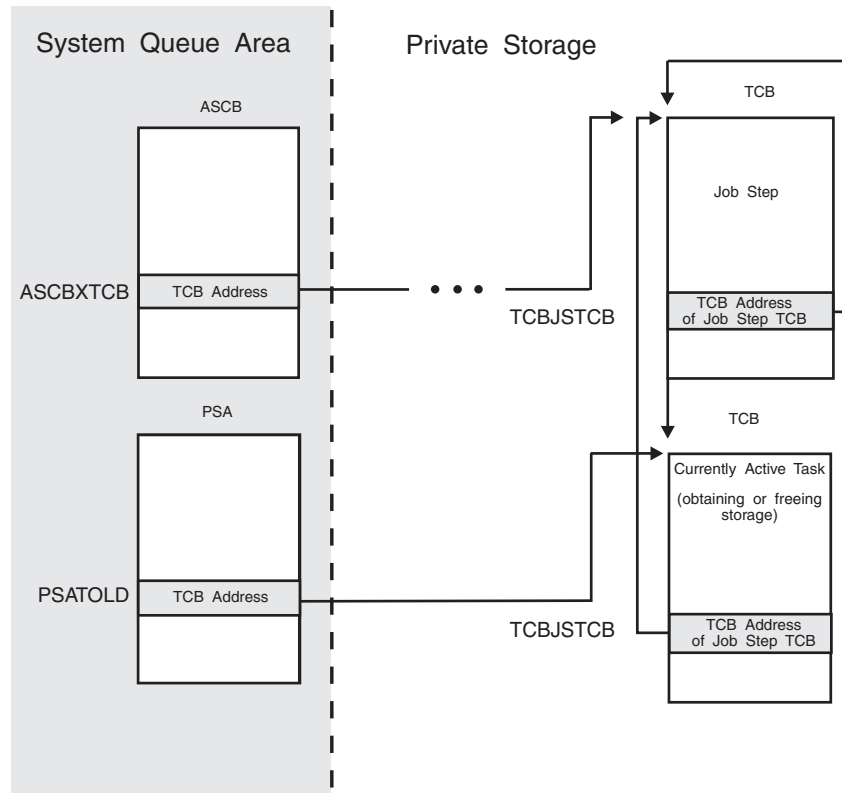 System Queue Area
Private Storage
ASCB
TCB
Job Step
ASCBXTCB
TCB Address
TCBJSTCB
TCB Address
of Job Step TCB
PSA
TCB
Currently Active Task
(obtaining or freeing
storage)
PSATOLD
TCB Address
TCBJSTCB
TCB Address
of Job Step TCB